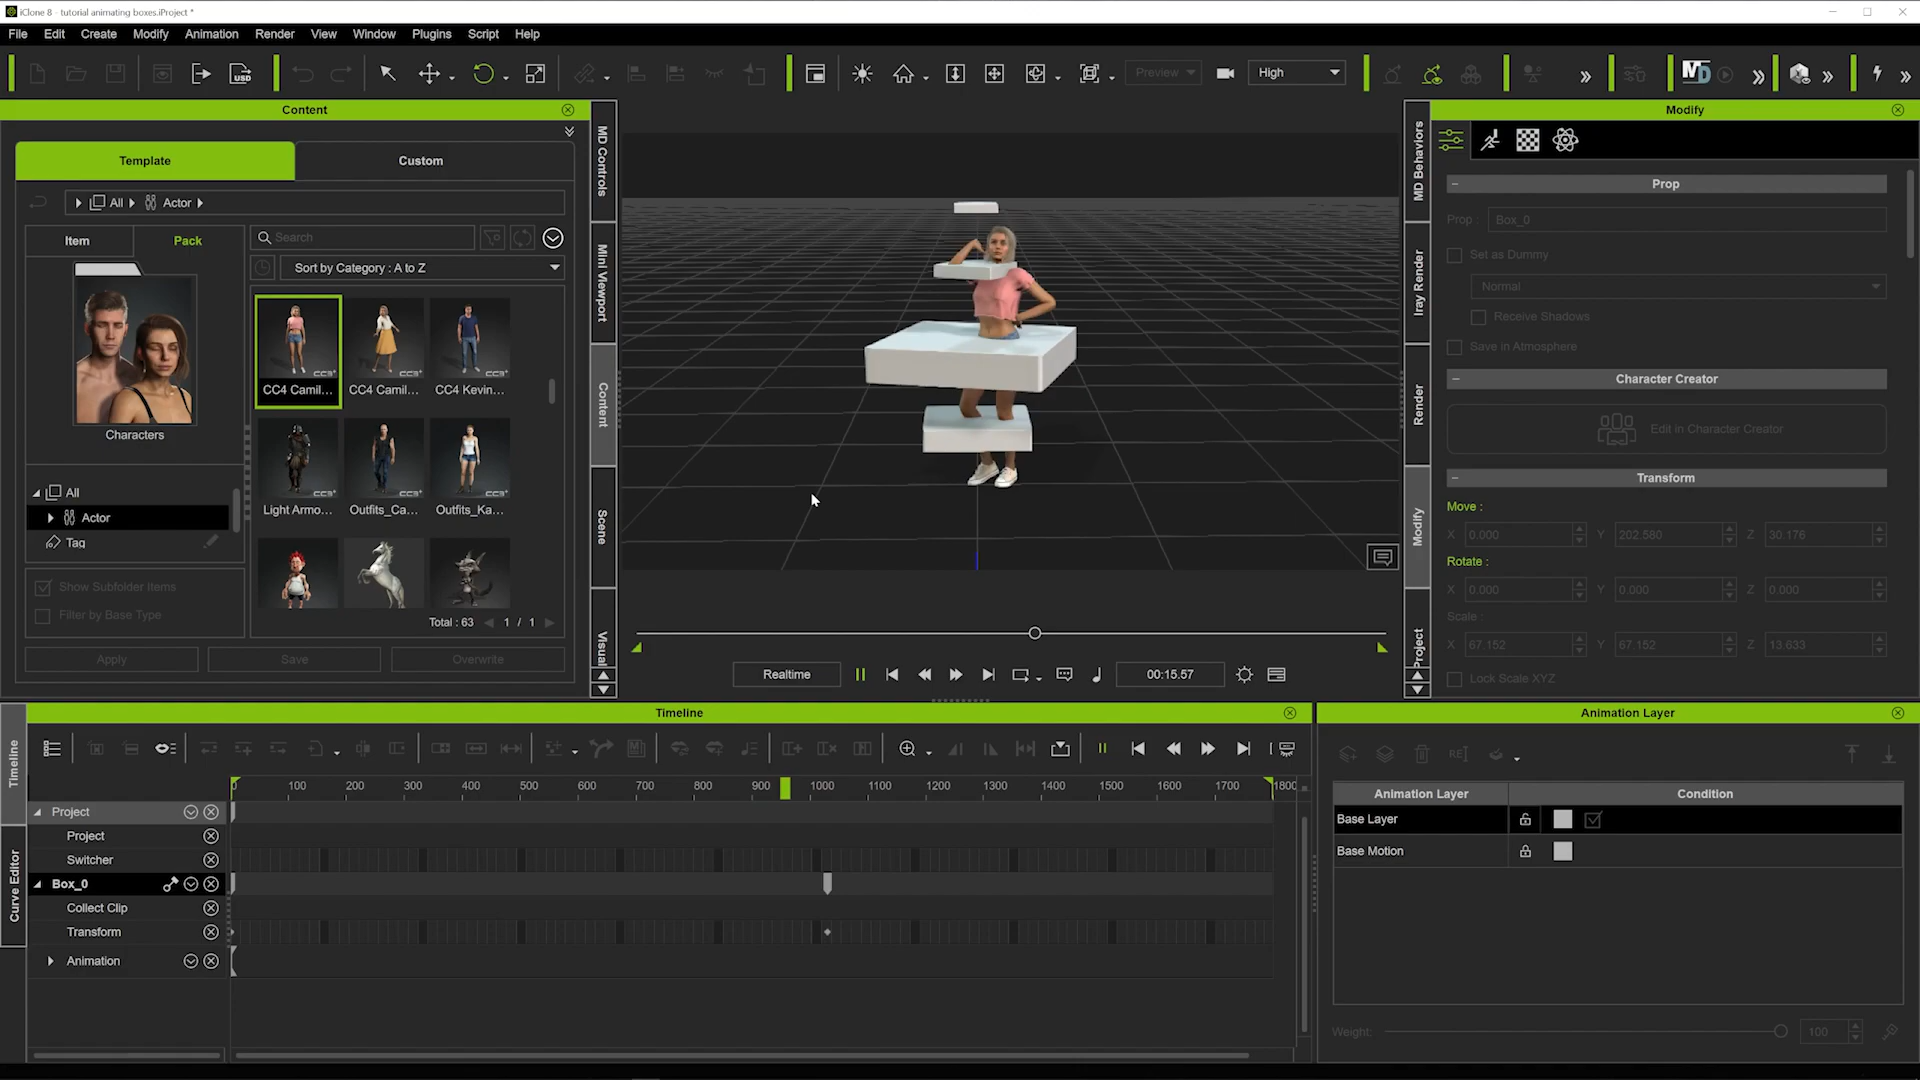 iClone 8 - tutorial animating boxes.iProject *
File Edit Create Modify Animation Render View Window Plugins Script Help
USD Preview High MD
Content
Template Custom
All Actor
Item Pack Search
Sort by Category : A to Z
Characters
CC4 Camil... CC4 Camil... CC4 Kevin...
Light Armo... Outfits_Ca... Outfits_Ka...
All
Actor
Tag
Show Subfolder Items
Filter by Base Type
Total : 63 1 / 1
Apply Save Overwrite
MD Controls
Mini Viewport
Content
Scene
Visual
Realtime 00:15.57
MD Behaviors
Iray Render
Render
Modify
Project
Modify
Prop
Prop : Box_0
Set as Dummy
Normal
Receive Shadows
Save in Atmosphere
Character Creator
Edit in Character Creator
Transform
Move :
X 0.000 Y 202.580 Z 30.176
Rotate :
X 0.000 Y 0.000 Z 0.000
Scale :
X 67.152 Y 67.152 Z 13.633
Lock Scale XYZ
Timeline
Curve Editor
Timeline
0 100 200 300 400 500 600 700 800 900 1000 1100 1200 1300 1400 1500 1600 1700 1800
Project
Project
Switcher
Box_0
Collect Clip
Transform
Animation
Animation Layer
REI
Animation Layer Condition
Base Layer
Base Motion
Weight: 100